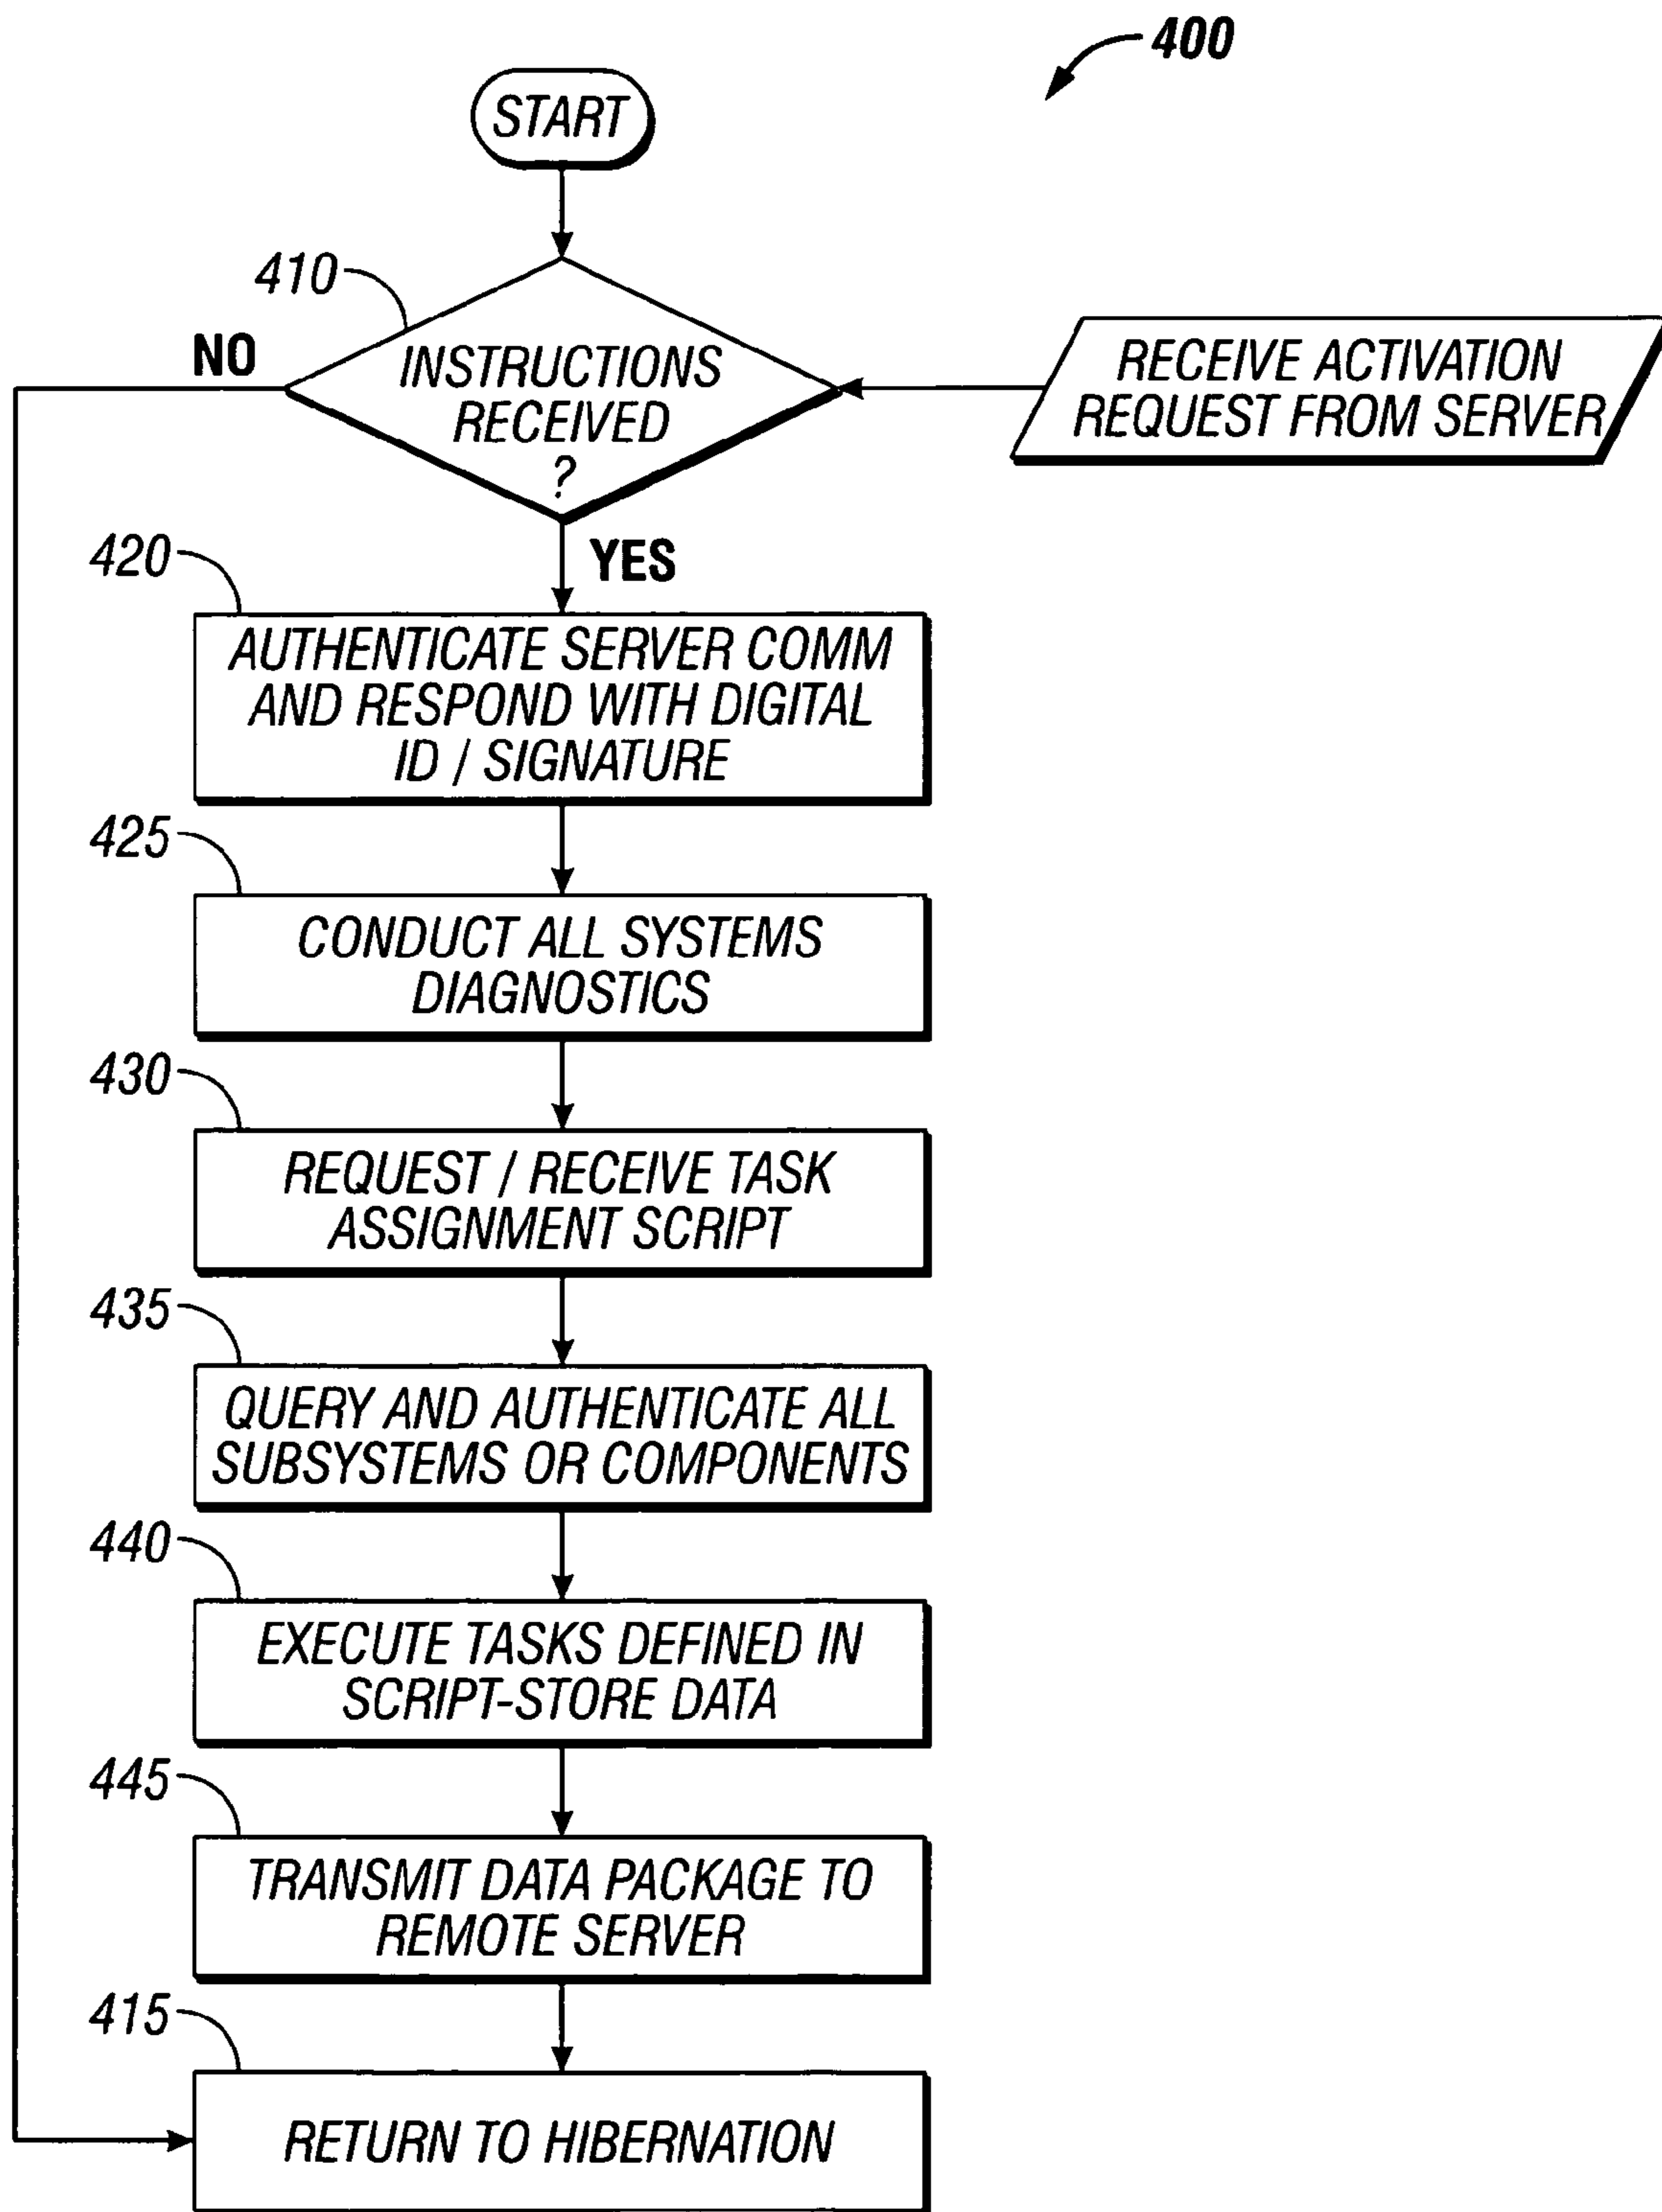 400
START
410
NO
INSTRUCTIONS
RECEIVED
?
RECEIVE ACTIVATION
REQUEST FROM SERVER
YES
420
AUTHENTICATE SERVER COMM
AND RESPOND WITH DIGITAL
ID / SIGNATURE
425
CONDUCT ALL SYSTEMS
DIAGNOSTICS
430
REQUEST / RECEIVE TASK
ASSIGNMENT SCRIPT
435
QUERY AND AUTHENTICATE ALL
SUBSYSTEMS OR COMPONENTS
440
EXECUTE TASKS DEFINED IN
SCRIPT-STORE DATA
445
TRANSMIT DATA PACKAGE TO
REMOTE SERVER
415
RETURN TO HIBERNATION